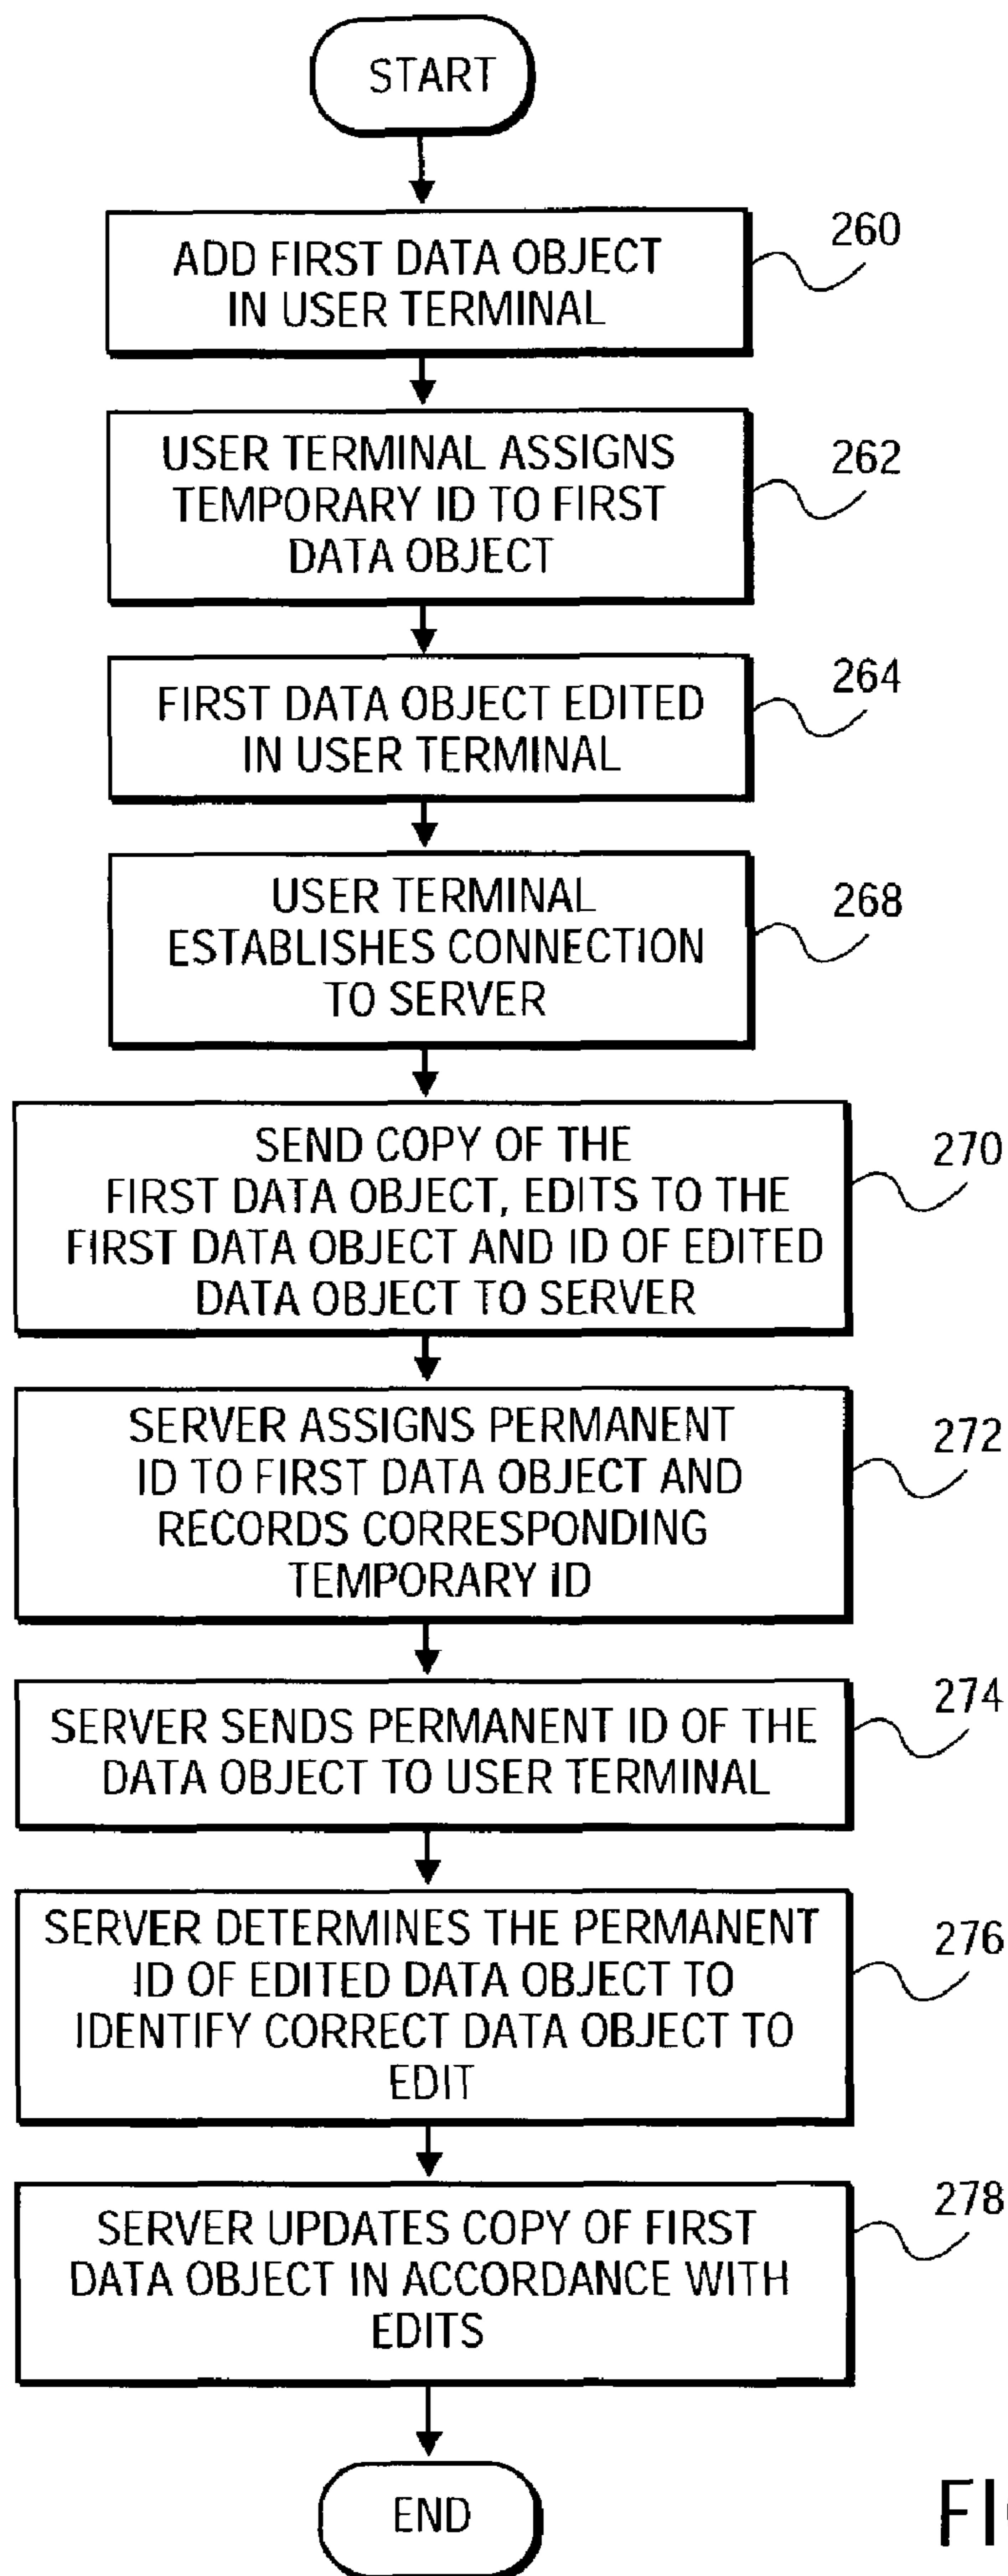 START
ADD FIRST DATA OBJECT
IN USER TERMINAL
260
USER TERMINAL ASSIGNS
TEMPORARY ID TO FIRST
DATA OBJECT
262
FIRST DATA OBJECT EDITED
IN USER TERMINAL
264
USER TERMINAL
ESTABLISHES CONNECTION
TO SERVER
268
SEND COPY OF THE
FIRST DATA OBJECT, EDITS TO THE
FIRST DATA OBJECT AND ID OF EDITED
DATA OBJECT TO SERVER
270
SERVER ASSIGNS PERMANENT
ID TO FIRST DATA OBJECT AND
RECORDS CORRESPONDING
TEMPORARY ID
272
SERVER SENDS PERMANENT ID OF THE
DATA OBJECT TO USER TERMINAL
274
SERVER DETERMINES THE PERMANENT
ID OF EDITED DATA OBJECT TO
IDENTIFY CORRECT DATA OBJECT TO
EDIT
276
SERVER UPDATES COPY OF FIRST
DATA OBJECT IN ACCORDANCE WITH
EDITS
278
END